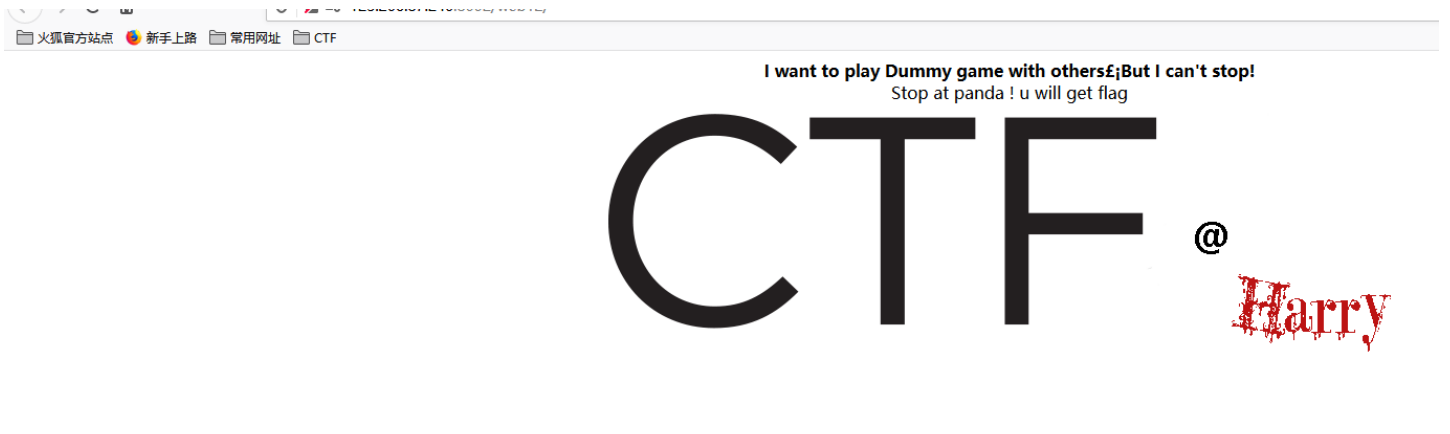 火狐官方站点 新手上路 常用网址 CTF
I want to play Dummy game with others£¡But I can't stop!
Stop at panda ! u will get flag
CTF
@
Harry